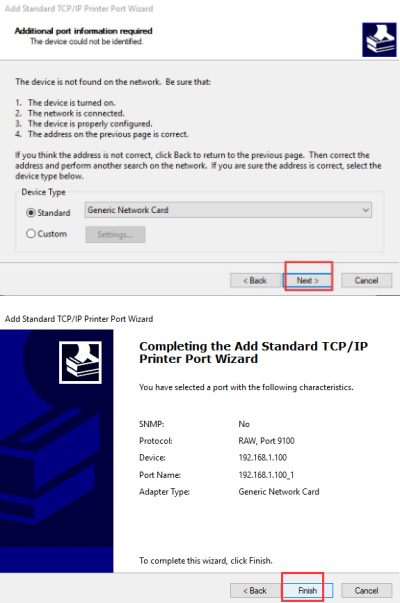 Add Standard TCP/IP Printer Port Wizard
Additional port information required
The device could not be identified.
The device is not found on the network. Be sure that:
1. The device is turned on.
2. The network is connected.
3. The device is properly configured.
4. The address on the previous page is correct.
If you think the address is not correct, click Back to return to the previous page. Then correct the
address and perform another search on the network. If you are sure the address is correct, select the
device type below.
Device Type
Standard Generic Network Card
Custom Settings...
< Back Next > Cancel
Add Standard TCP/IP Printer Port Wizard
Completing the Add Standard TCP/IP
Printer Port Wizard
You have selected a port with the following characteristics.
SNMP: No
Protocol: RAW, Port 9100
Device: 192.168.1.100
Port Name: 192.168.1.100_1
Adapter Type: Generic Network Card
To complete this wizard, click Finish.
< Back Finish Cancel